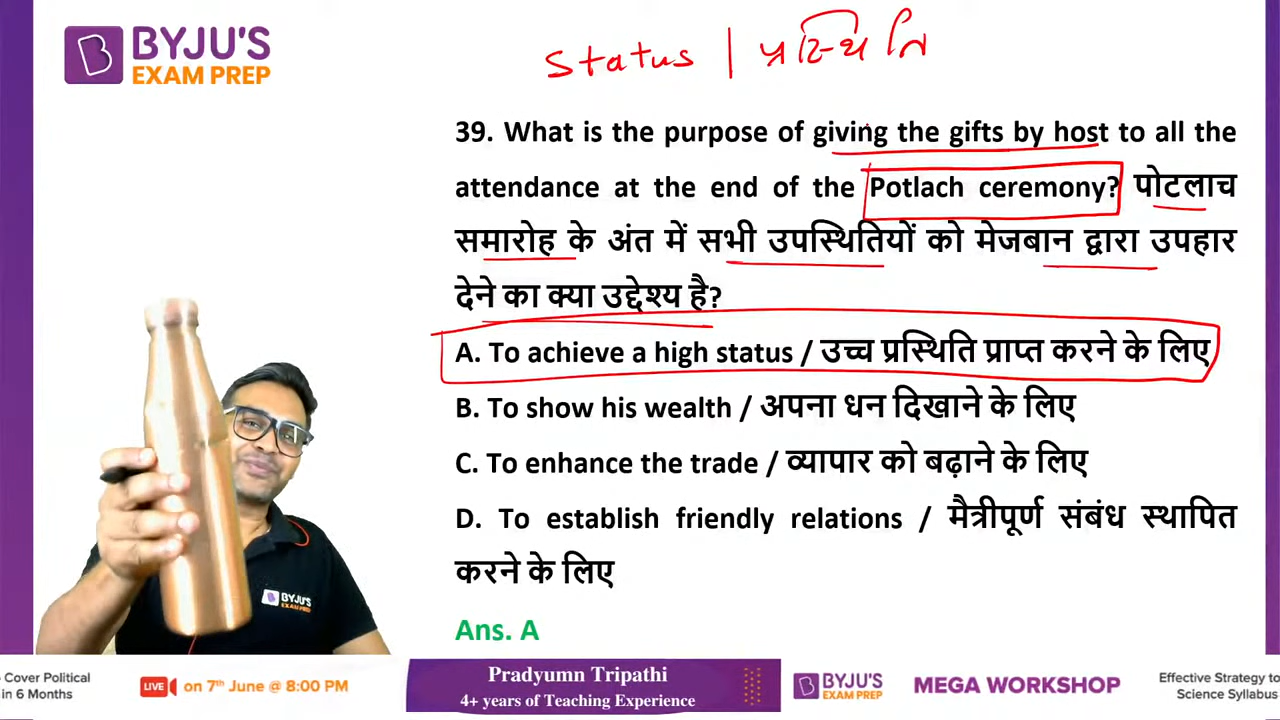 BYJU'S
EXAM PREP
status | प्रस्थिति
39. What is the purpose of giving the gifts by host to all the
attendance at the end of the Potlach ceremony? पोटलाच
समारोह के अंत में सभी उपस्थितियों को मेजबान द्वारा उपहार
देने का क्या उद्देश्य है?
A. To achieve a high status / उच्च प्रस्थिति प्राप्त करने के लिए
B. To show his wealth / अपना धन दिखाने के लिए
C. To enhance the trade / व्यापार को बढ़ाने के लिए
D. To establish friendly relations / मैत्रीपूर्ण संबंध स्थापित
करने के लिए
Ans. A
BYJU'S
EXAM PREP
Cover Political
in 6 Months
LIVE on 7th June @ 8:00 PM
Pradyumn Tripathi
4+ years of Teaching Experience
BYJU'S
EXAM PREP
MEGA WORKSHOP
Effective Strategy to
Science Syllabus